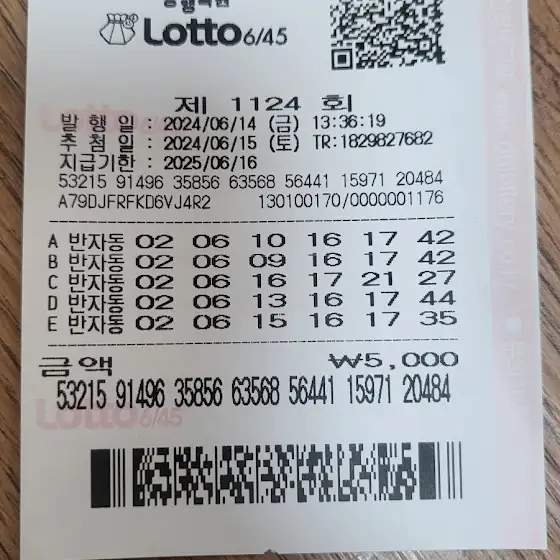 Lotto 6/45
제 1124 회
발 행 일 : 2024/06/14 (금) 13:36:19
추 첨 일 : 2024/06/15 (토) TR:1829827682
지급기한 : 2025/06/16
53215 91496 35856 63568 56441 15971 20484
A79DJFRFKD6VJ4R2 130100170/0000001176
A 반자동 02 06 10 16 17 42
B 반자동 02 06 09 16 17 42
C 반자동 02 06 16 17 21 27
D 반자동 02 06 13 16 17 44
E 반자동 02 06 15 16 17 35
금액 ₩5,000
53215 91496 35856 63568 56441 15971 20484
Lotto 6/45